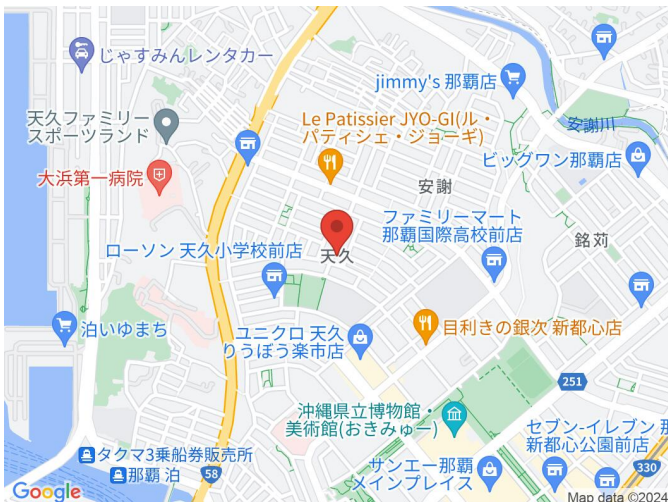 じゃすみんレンタカー
jimmy's 那覇店
天久ファミリー
スポーツランド
Le Patissier JYO-GI(ル・
パティシェ・ジョーギ)
安謝川
ビッグワン那覇店
大浜第一病院
安謝
ファミリーマート
那覇国際高校前店
銘苅
ローソン 天久小学校前店
天久
泊いゆまち
ユニクロ 天久
りうぼう楽市店
目利きの銀次 新都心店
251
沖縄県立博物館・
美術館(おきみゅー)
セブン-イレブン 那
新都心公園前店
タクマ3乗船券販売所
那覇 泊
58
サンエー那覇
メインプレイス
330
Google
Map data ©2024